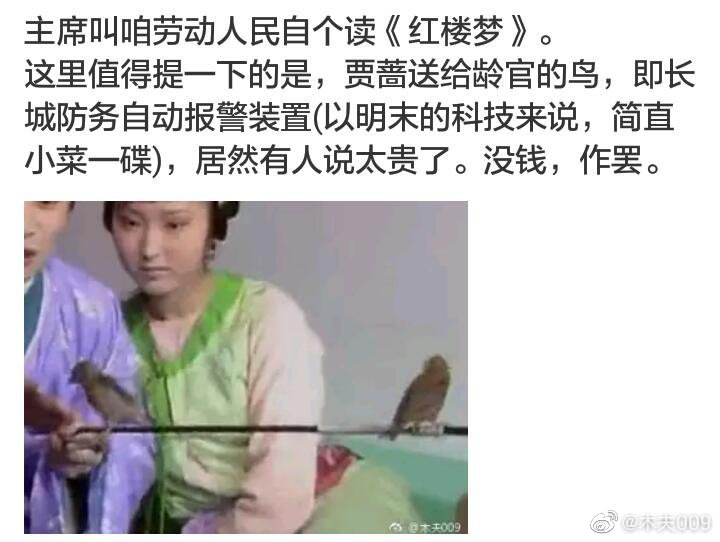 主席叫咱劳动人民自个读《红楼梦》。
这里值得提一下的是，贾蔷送给龄官的鸟，即长
城防务自动报警装置(以明末的科技来说，简直
小菜一碟)，居然有人说太贵了。没钱，作罢。
@木夫009
@木夫009